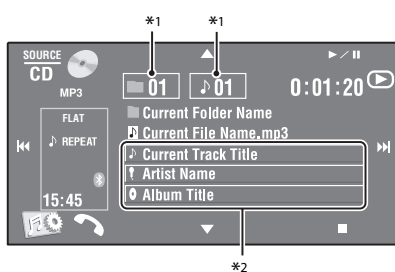 *1 *1
SOURCE
CD
MP3
01 01 0:01:20
FLAT
REPEAT
15:45
Current Folder Name
Current File Name.mp3
Current Track Title
Artist Name
Album Title
*2